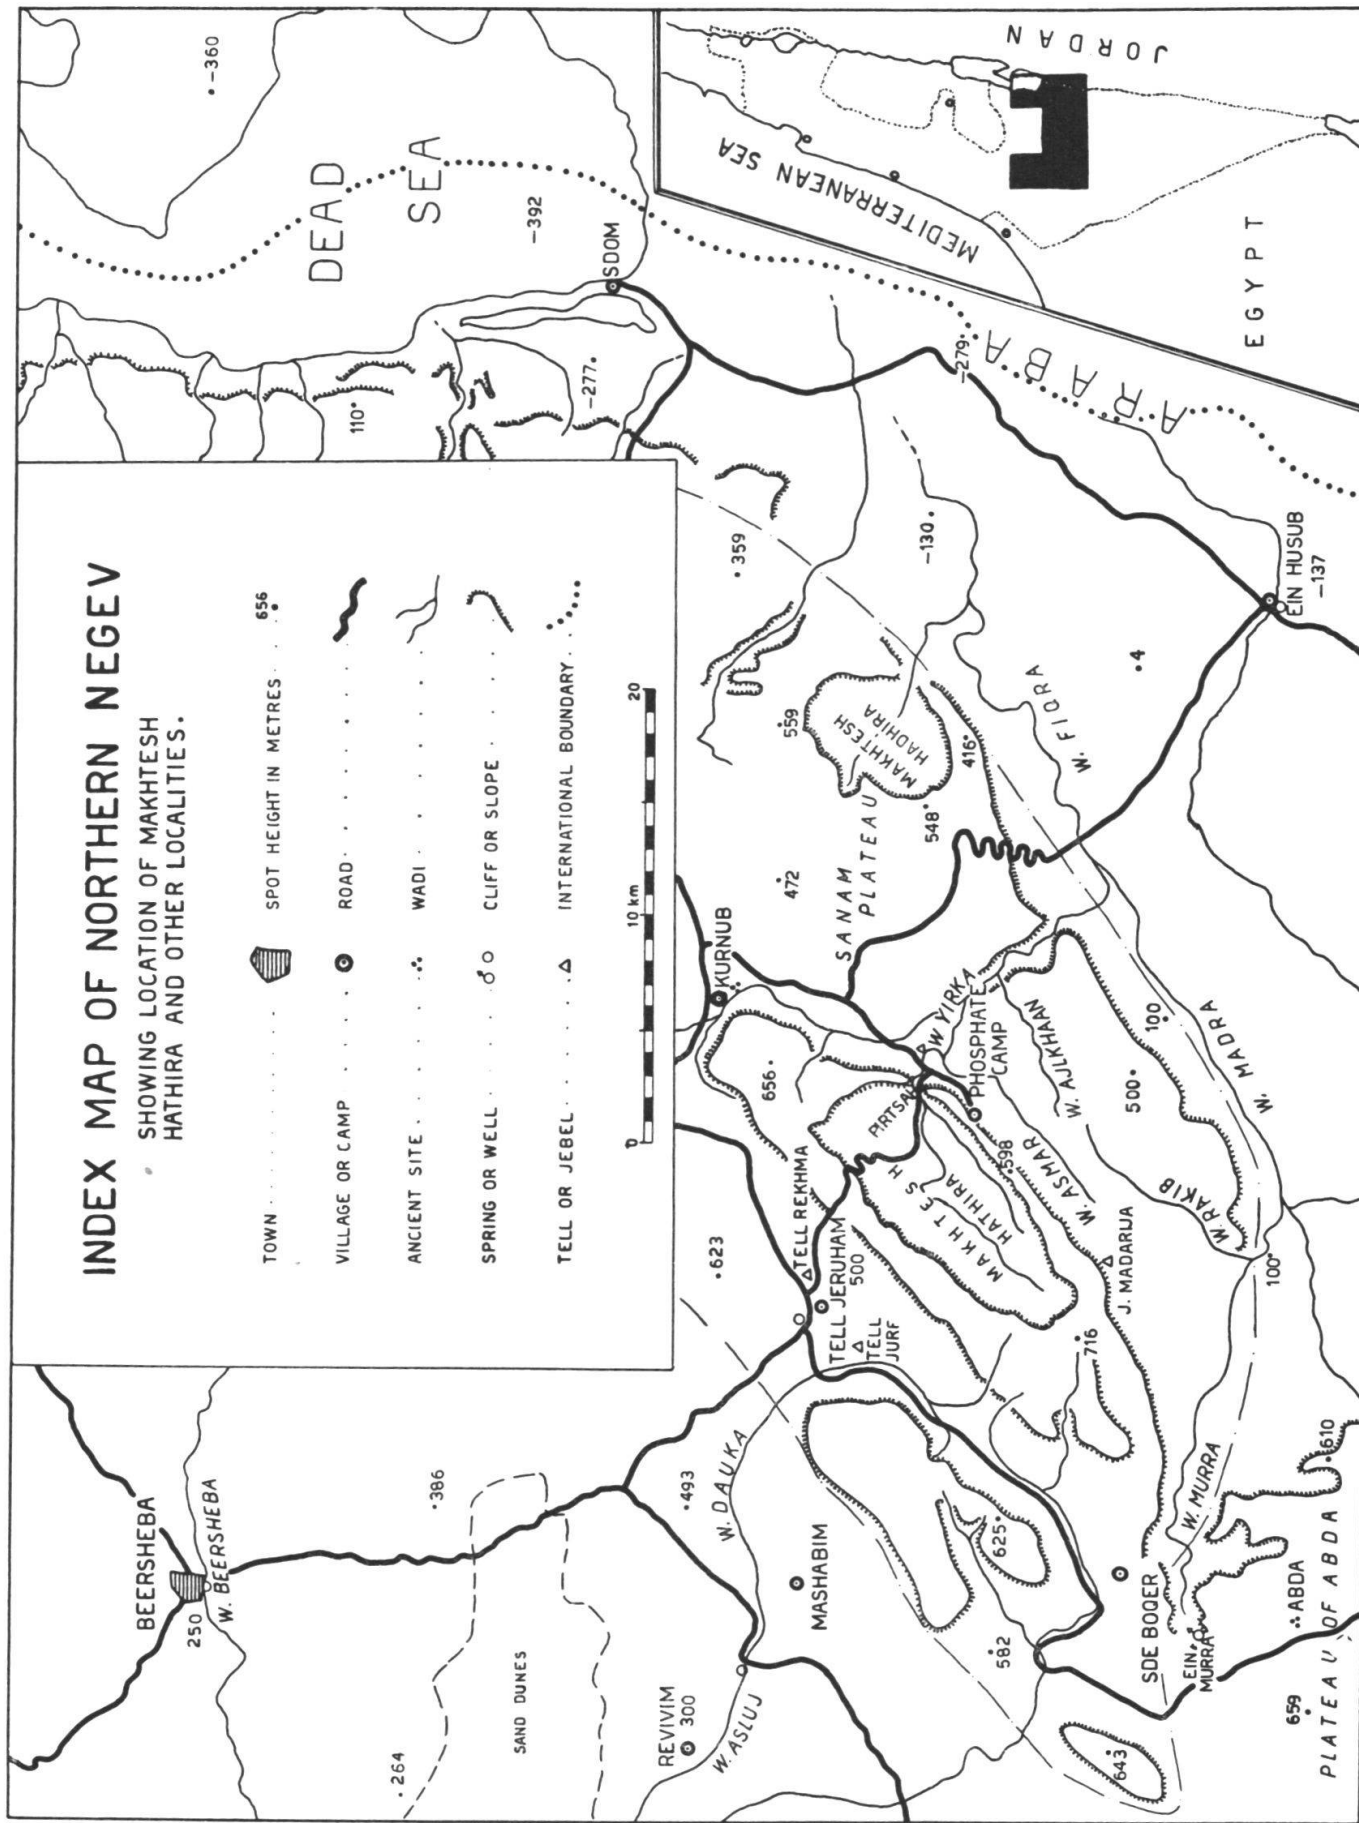 INDEX MAP OF NORTHERN NEGEV
SHOWING LOCATION OF MAKHTESH
HATHIRA AND OTHER LOCALITIES.
TOWN
SPOT HEIGHT IN METRES
656
VILLAGE OR CAMP
ROAD
ANCIENT SITE
WADI
SPRING OR WELL
CLIFF OR SLOPE
TELL OR JEBEL
INTERNATIONAL BOUNDARY
0
10 km
20
BEERSHEBA
250
W. BEERSHEBA
386
264
SAND DUNES
REVIVIM
300
W. ASLUJ
493
W. DAUKA
MASHABIM
623
TELL REKHMA
TELL JERUHAM
500
TELL
JURF
582
625
643
SDE BOQER
EIN
MURRA
ABDA
659
PLATEAU OF ABDA
610
W. MURRA
716
J. MADARIJA
100
W. RAKIB
W. ASMAR
598
MAKHTESH
HATHIRA
PIRTSA
656
KURNUB
W. YIRKA
PHOSPHATE
CAMP
W. AJLKHAAN
500
100
W. MADRA
472
SANAM
PLATEAU
548
416
559
MAKHTESH
HADHIRA
W. FIQRA
4
359
-130
EIN HUSUB
-137
110
-277
SDOM
-392
-360
DEAD
SEA
-279
ARABA
MEDITERRANEAN SEA
JORDAN
EGYPT